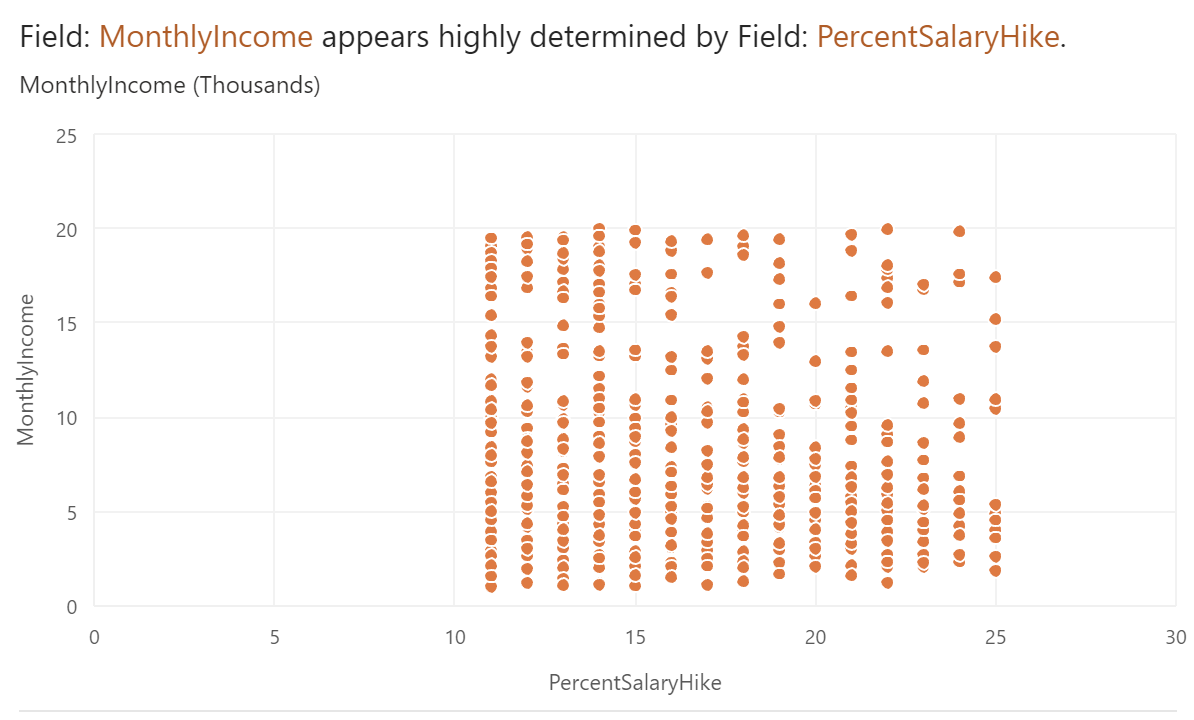 Field: MonthlyIncome appears highly determined by Field: PercentSalaryHike.
MonthlyIncome (Thousands)
25
20
15
10
5
0
MonthlyIncome
0 5 10 15 20 25 30
PercentSalaryHike